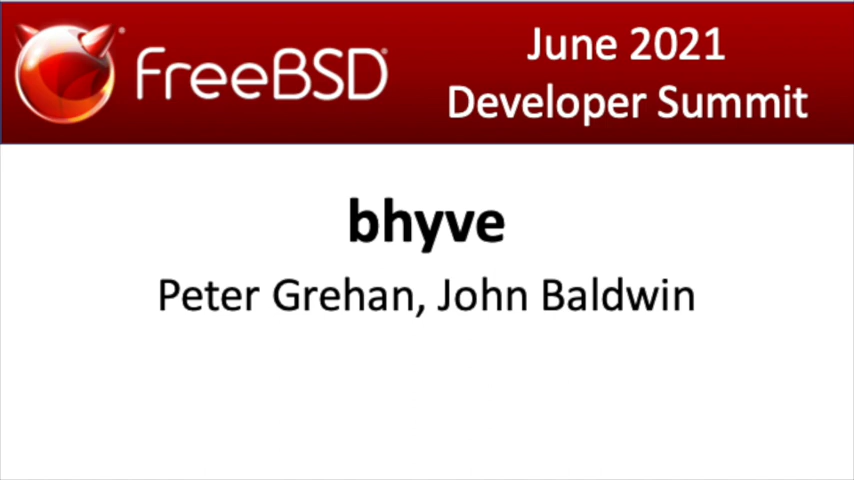 FreeBSD
June 2021
Developer Summit
bhyve
Peter Grehan, John Baldwin